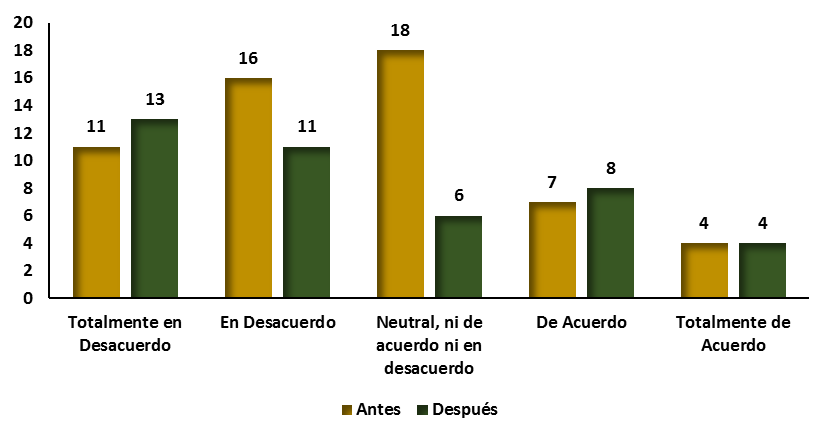 20
18
16
14
12
10
8
6
4
2
0
11
13
16
11
18
6
7
8
4
4
Totalmente en
Desacuerdo
En Desacuerdo
Neutral, ni de
acuerdo ni en
desacuerdo
De Acuerdo
Totalmente de
Acuerdo
Antes
Después